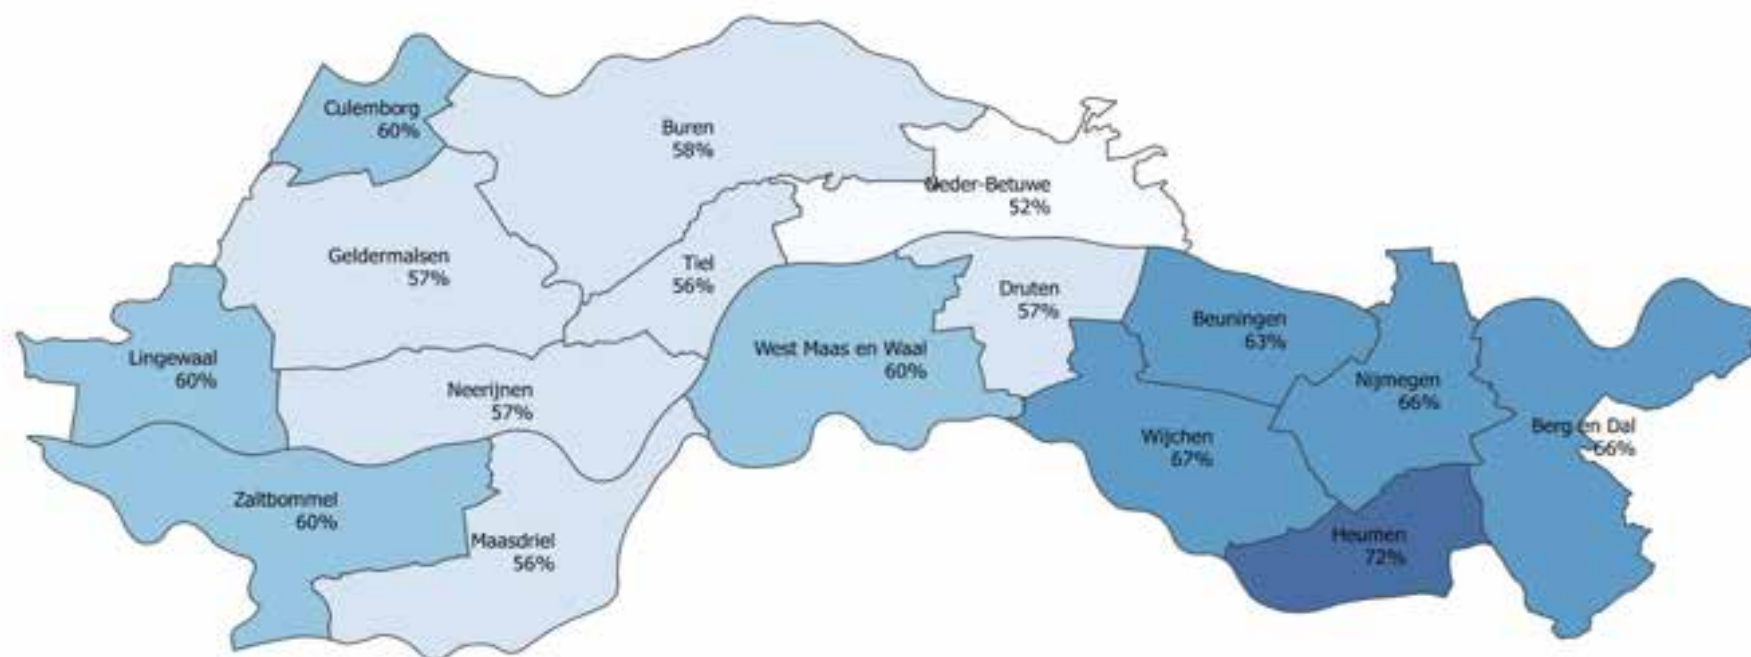 Culemborg
60%
Buren
58%
Neder-Betuwe
52%
Geldermalsen
57%
Tiel
56%
Druten
57%
Beuningen
63%
Lingewaal
60%
West Maas en Waal
60%
Neerijnen
57%
Nijmegen
66%
Berg en Dal
66%
Wijchen
67%
Zaltbommel
60%
Maasdriel
56%
Heumen
72%